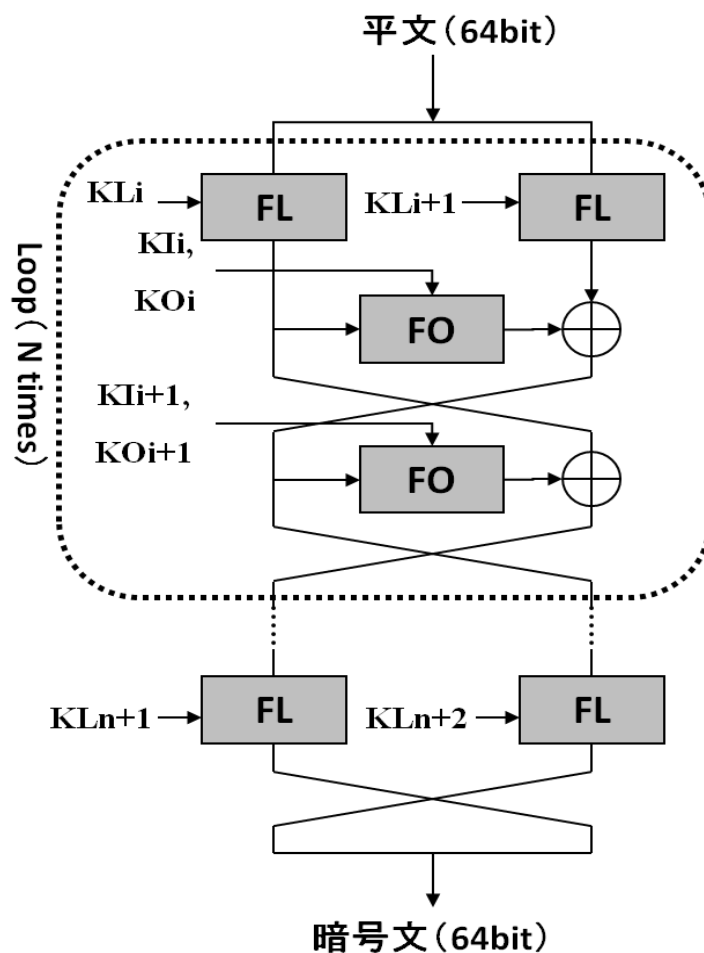 平文(64bit)
KLi
FL
KLi+1
FL
KIi,
KOi
FO
Loop( N times)
KIi+1,
KOi+1
FO
KLn+1
FL
KLn+2
FL
暗号文(64bit)